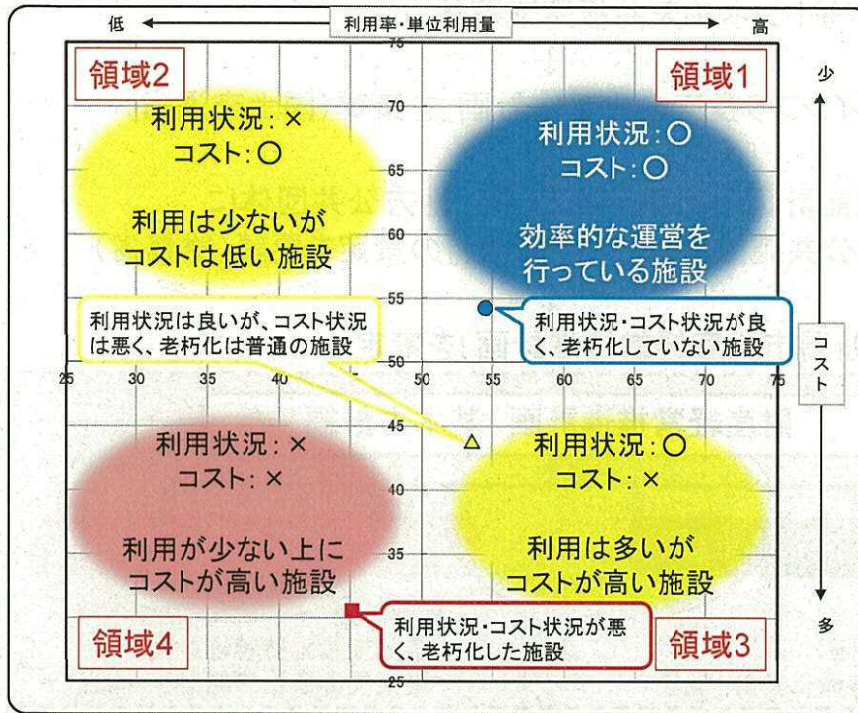 低 利用率・単位利用量 高
領域2
利用状況:×
コスト:○
利用は少ないが
コストは低い施設
領域1
利用状況:○
コスト:○
効率的な運営を
行っている施設
少
コスト
多
利用状況は良いが、コスト状況
は悪く、老朽化は普通の施設
利用状況・コスト状況が良
く、老朽化していない施設
75
70
65
60
55
50
45
40
35
25
25 30 35 40 45 50 55 60 65 70 75
利用状況:×
コスト:×
利用が少ない上に
コストが高い施設
領域4
利用状況:○
コスト:×
利用は多いが
コストが高い施設
領域3
利用状況・コスト状況が悪
く、老朽化した施設